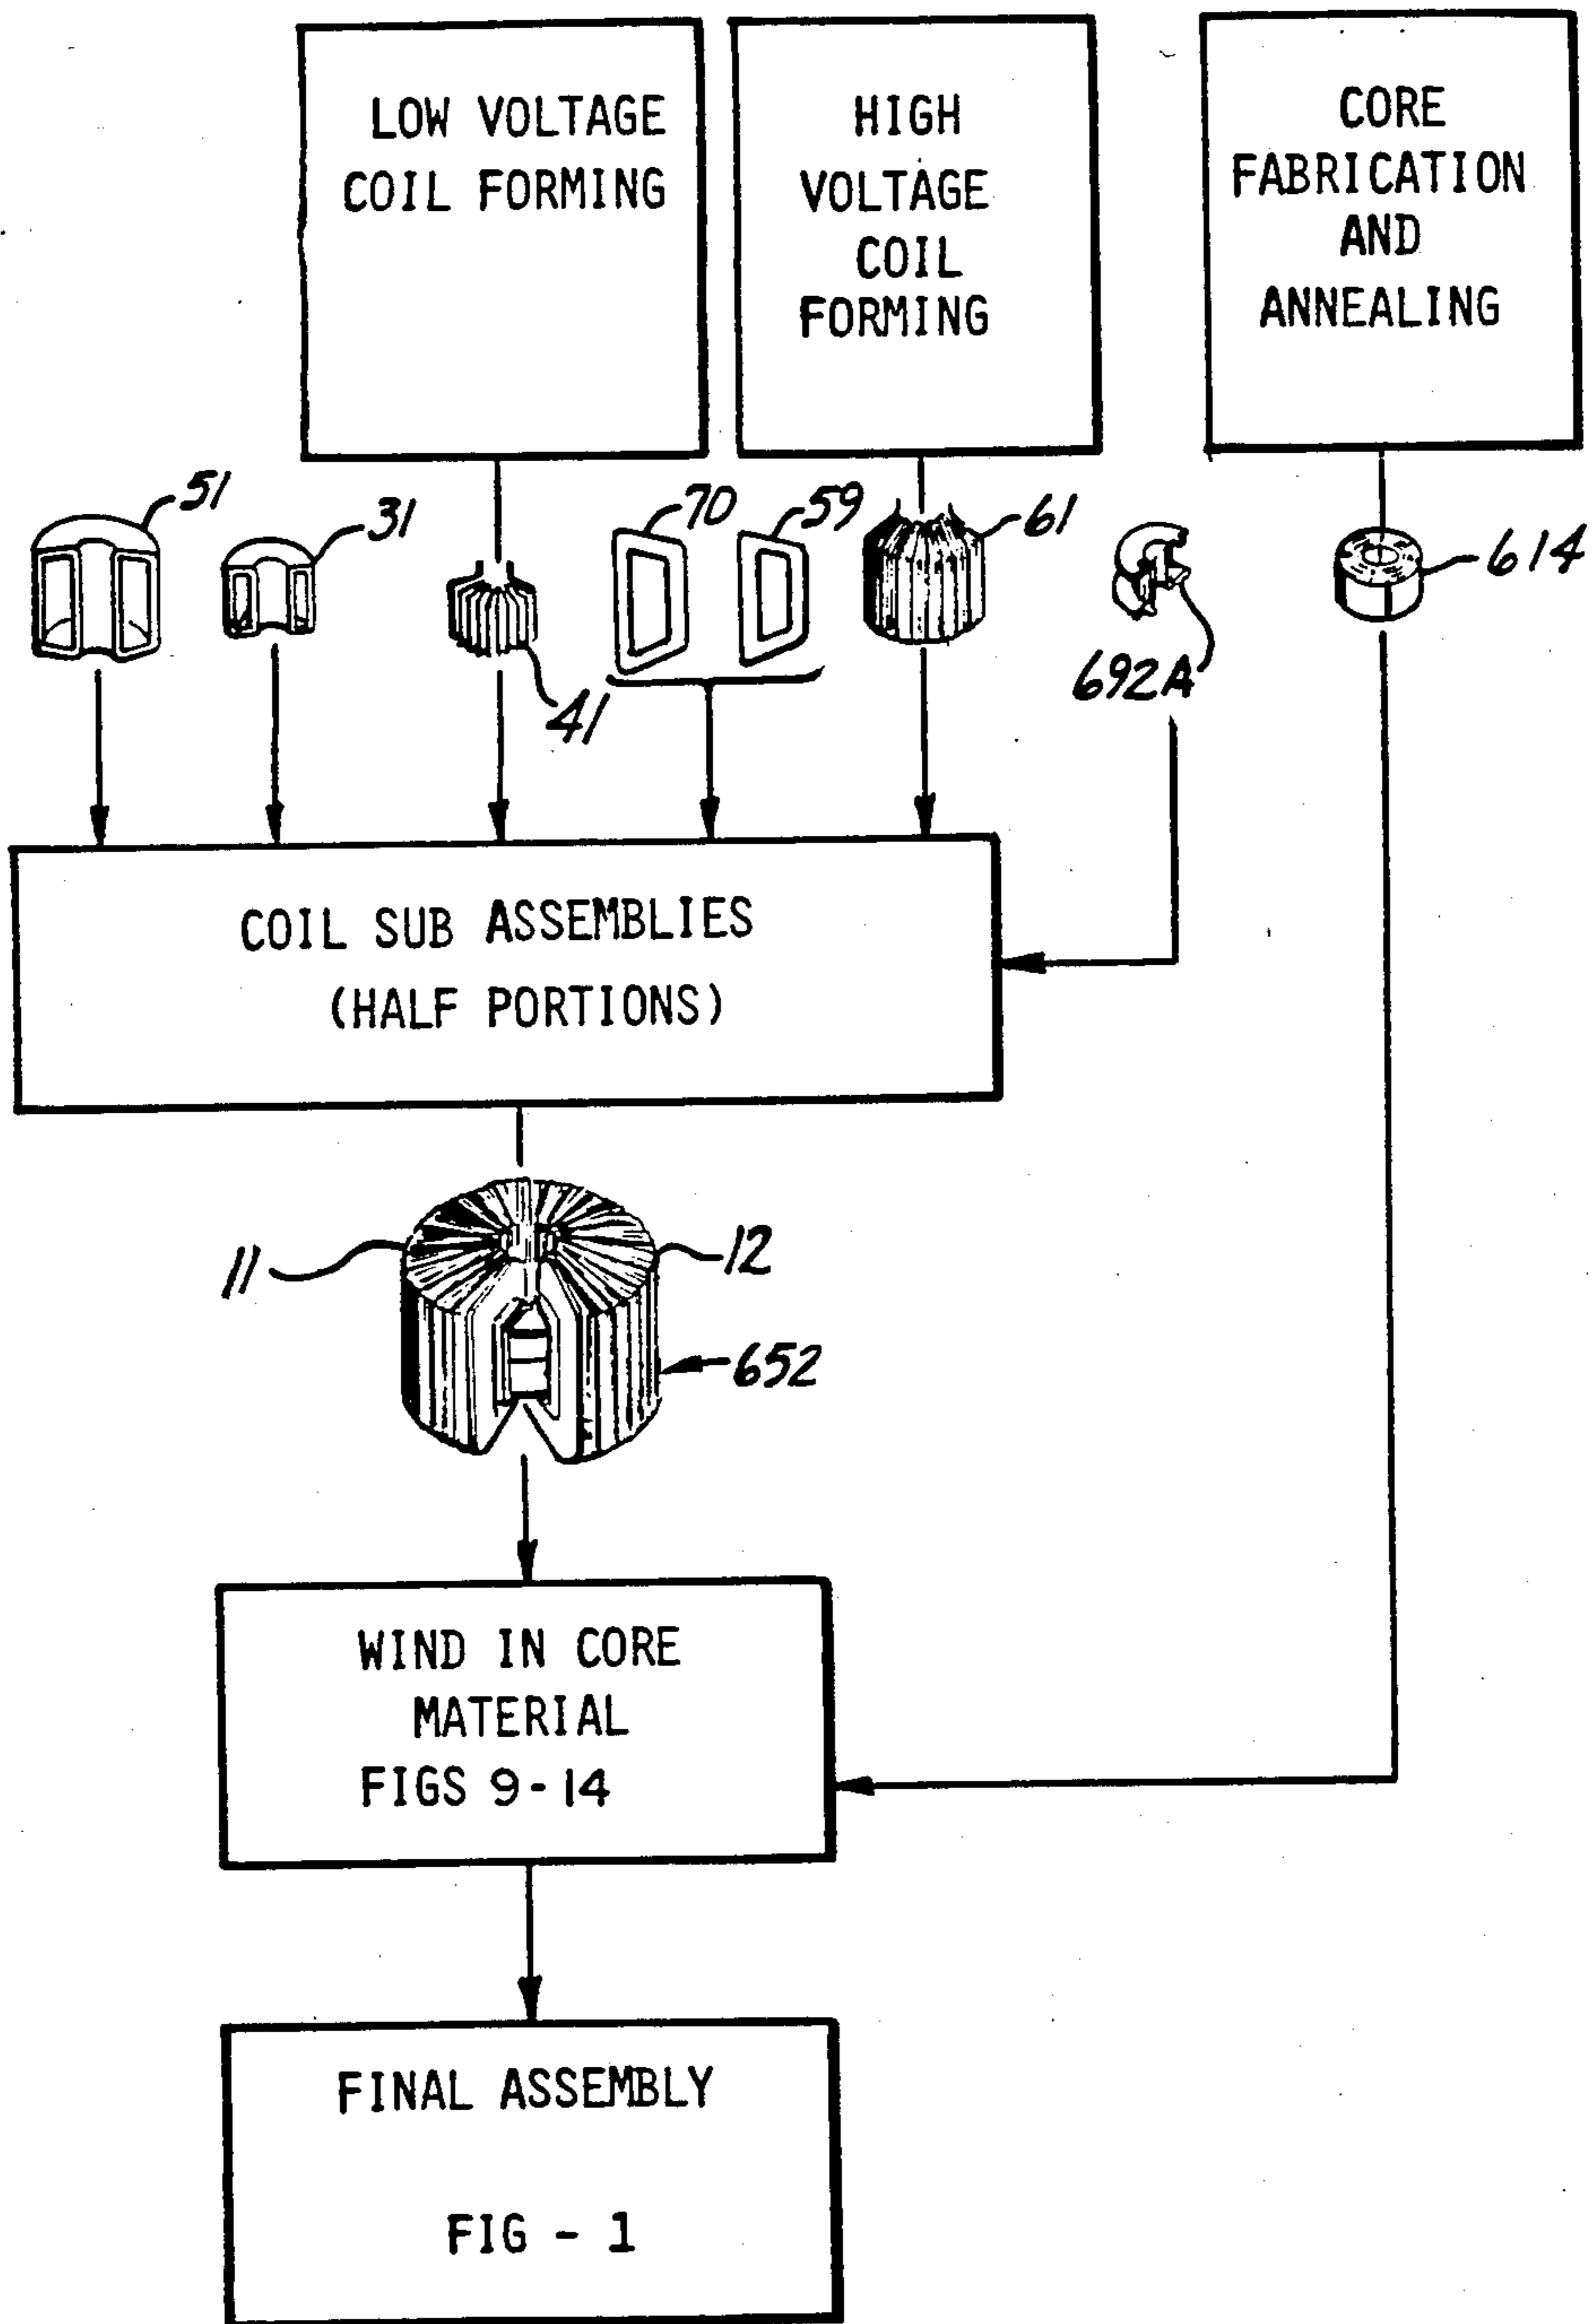 LOW VOLTAGE
COIL FORMING
HIGH
VOLTAGE
COIL
FORMING
CORE
FABRICATION
AND
ANNEALING
51
31
41
70
59
61
692A
614
COIL SUB ASSEMBLIES
(HALF PORTIONS)
11
12
652
WIND IN CORE
MATERIAL
FIGS 9-14
FINAL ASSEMBLY
FIG - 1